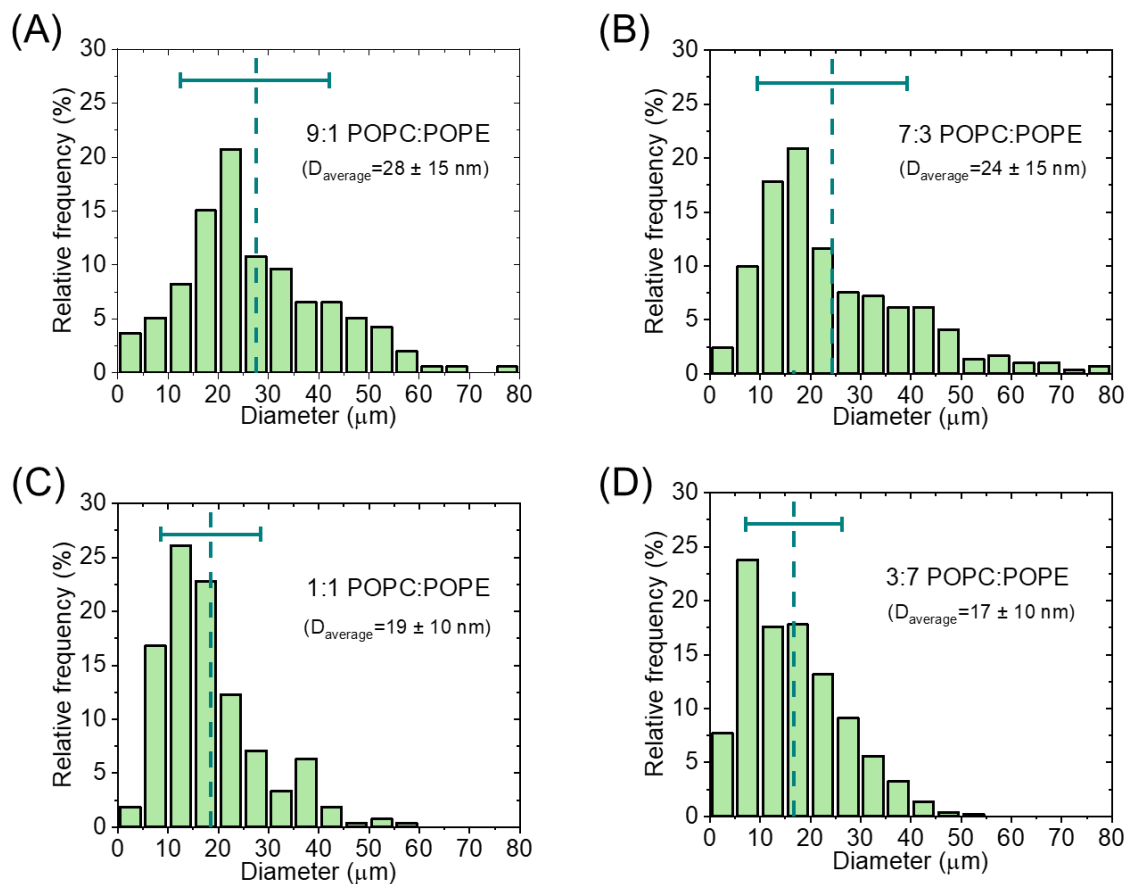 (A)
30
25
20
15
10
5
0
Relative frequency (%)
9:1 POPC:POPE
(Daverage=28 ± 15 nm)
0 10 20 30 40 50 60 70 80
Diameter (μm)
(B)
30
25
20
15
10
5
0
Relative frequency (%)
7:3 POPC:POPE
(Daverage=24 ± 15 nm)
0 10 20 30 40 50 60 70 80
Diameter (μm)
(C)
30
25
20
15
10
5
0
Relative frequency (%)
1:1 POPC:POPE
(Daverage=19 ± 10 nm)
0 10 20 30 40 50 60 70 80
Diameter (μm)
(D)
30
25
20
15
10
5
0
Relative frequency (%)
3:7 POPC:POPE
(Daverage=17 ± 10 nm)
0 10 20 30 40 50 60 70 80
Diameter (μm)